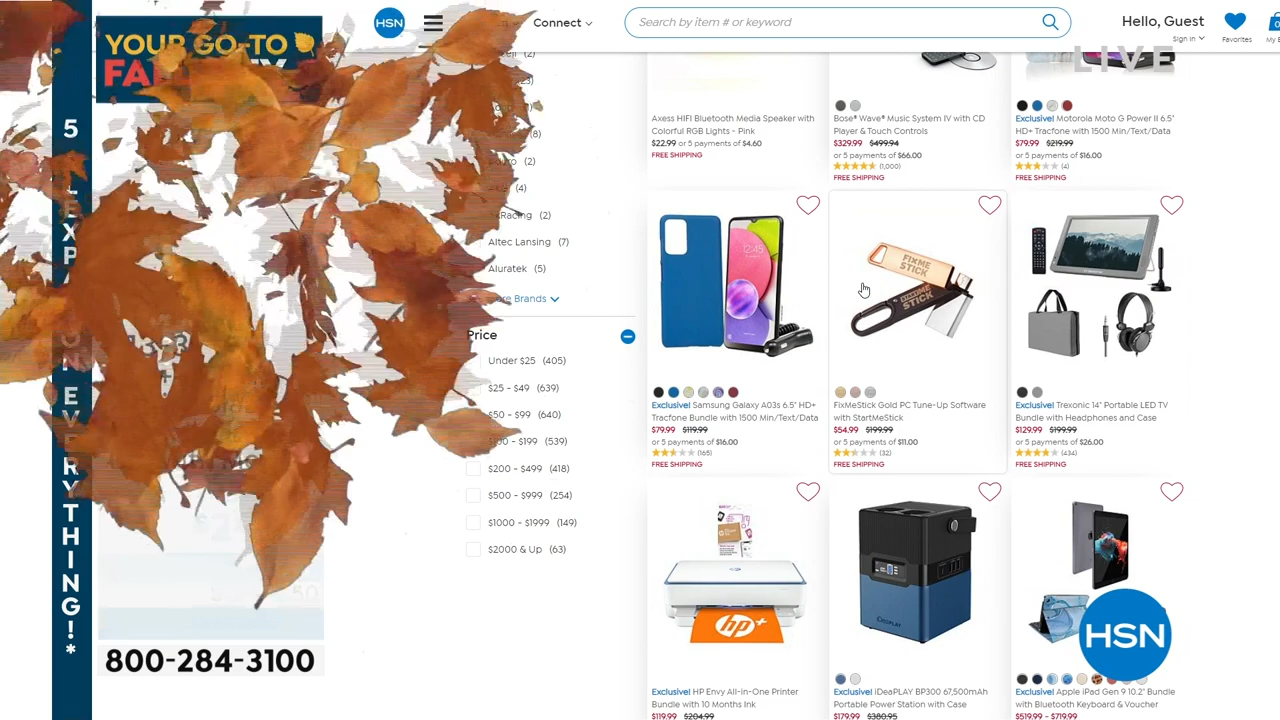 YOUR GO-TO
HSN
Connect
Search by item # or keyword
Hello, Guest
Sign In
Favorites
LIVE
5
EXP
ON EVERYTHING!*
800-284-3100
(2)
(8)
(2)
(4)
(2)
Altec Lansing (7)
Aluratek (5)
Brands
Price
Under $25 (405)
$25 - $49 (639)
$50 - $99 (640)
- $199 (539)
$200 - $499 (418)
$500 - $999 (254)
$1000 - $1999 (149)
$2000 & Up (63)
Axess HIFI Bluetooth Media Speaker with
Colorful RGB Lights - Pink
$22.99 or 5 payments of $4.60
FREE SHIPPING
Bose® Wave® Music System IV with CD
Player & Touch Controls
$329.99 $499.94
or 5 payments of $66.00
(1,000)
FREE SHIPPING
Exclusive! Motorola Moto G Power II 6.5"
HD+ Tracfone with 1500 Min/Text/Data
$79.99 $219.99
or 5 payments of $16.00
(4)
FREE SHIPPING
12:45
Exclusive! Samsung Galaxy A03s 6.5" HD+
Tracfone Bundle with 1500 Min/Text/Data
$79.99 $119.99
or 5 payments of $16.00
(165)
FREE SHIPPING
FIXME
STICK
STICK
FixMeStick Gold PC Tune-Up Software
with StartMeStick
$54.99 $199.99
or 5 payments of $11.00
(32)
FREE SHIPPING
Exclusive! Trexonic 14" Portable LED TV
Bundle with Headphones and Case
$129.99 $199.99
or 5 payments of $26.00
(434)
FREE SHIPPING
hp+
Exclusive! HP Envy All-in-One Printer
Bundle with 10 Months Ink
$119.99 $204.99
Exclusive! iDeaPLAY BP300 67,500mAh
Portable Power Station with Case
$179.99 $380.95
HSN
Exclusive! Apple iPad Gen 9 10.2" Bundle
with Bluetooth Keyboard & Voucher
$519.99 - $719.99